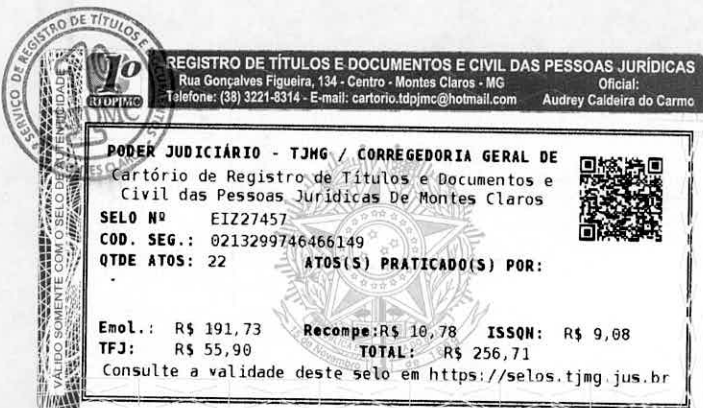 REGISTRO DE TÍTULOS E DOCUMENTOS E CIVIL DAS PESSOAS JURÍDICAS
Rua Gonçalves Figueira, 134 - Centro - Montes Claros - MG
Oficial:
Telefone: (38) 3221-8314 - E-mail: cartorio.tdpjmc@hotmail.com
Audrey Caldeira do Carmo
1º
RTDPJMC
SERVIÇO DE REGISTRO DE TÍTULOS E
VÁLIDO SOMENTE COM O SELO DE AUTENTICIDADE
PODER JUDICIÁRIO - TJMG / CORREGEDORIA GERAL DE
Cartório de Registro de Títulos e Documentos e
Civil das Pessoas Juridicas De Montes Claros
SELO Nº EIZ27457
COD. SEG.: 0213299746466149
QTDE ATOS: 22 ATOS(S) PRATICADO(S) POR:
-
Emol.: R$ 191,73 Recompe:R$ 10,78 ISSQN: R$ 9,08
TFJ: R$ 55,90 TOTAL: R$ 256,71
Consulte a validade deste selo em https://selos.tjmg.jus.br